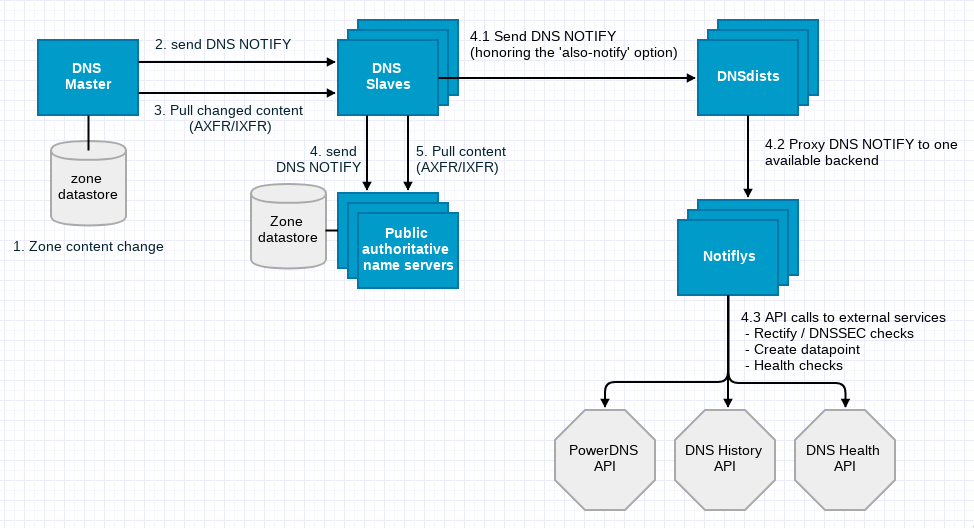 DNS
Master
2. send DNS NOTIFY
3. Pull changed content
(AXFR/IXFR)
DNS
Slaves
4.1 Send DNS NOTIFY
(honoring the 'also-notify' option)
DNSdists
zone
datastore
1. Zone content change
4. send
DNS NOTIFY
5. Pull content
(AXFR/IXFR)
4.2 Proxy DNS NOTIFY to one
available backend
Zone
datastore
Public
authoritative
name servers
Notiflys
4.3 API calls to external services
- Rectify / DNSSEC checks
- Create datapoint
- Health checks
PowerDNS
API
DNS History
API
DNS Health
API